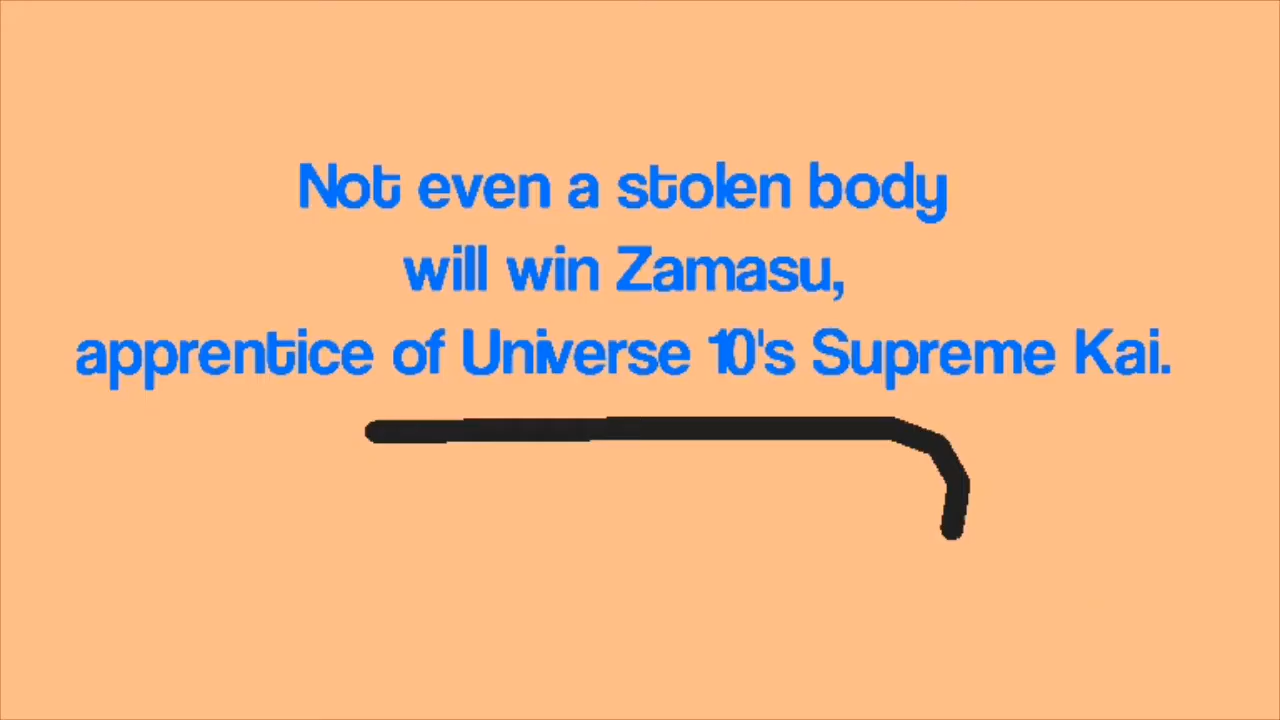 Not even a stolen body
will win Zamasu,
apprentice of Universe 10's Supreme Kai.